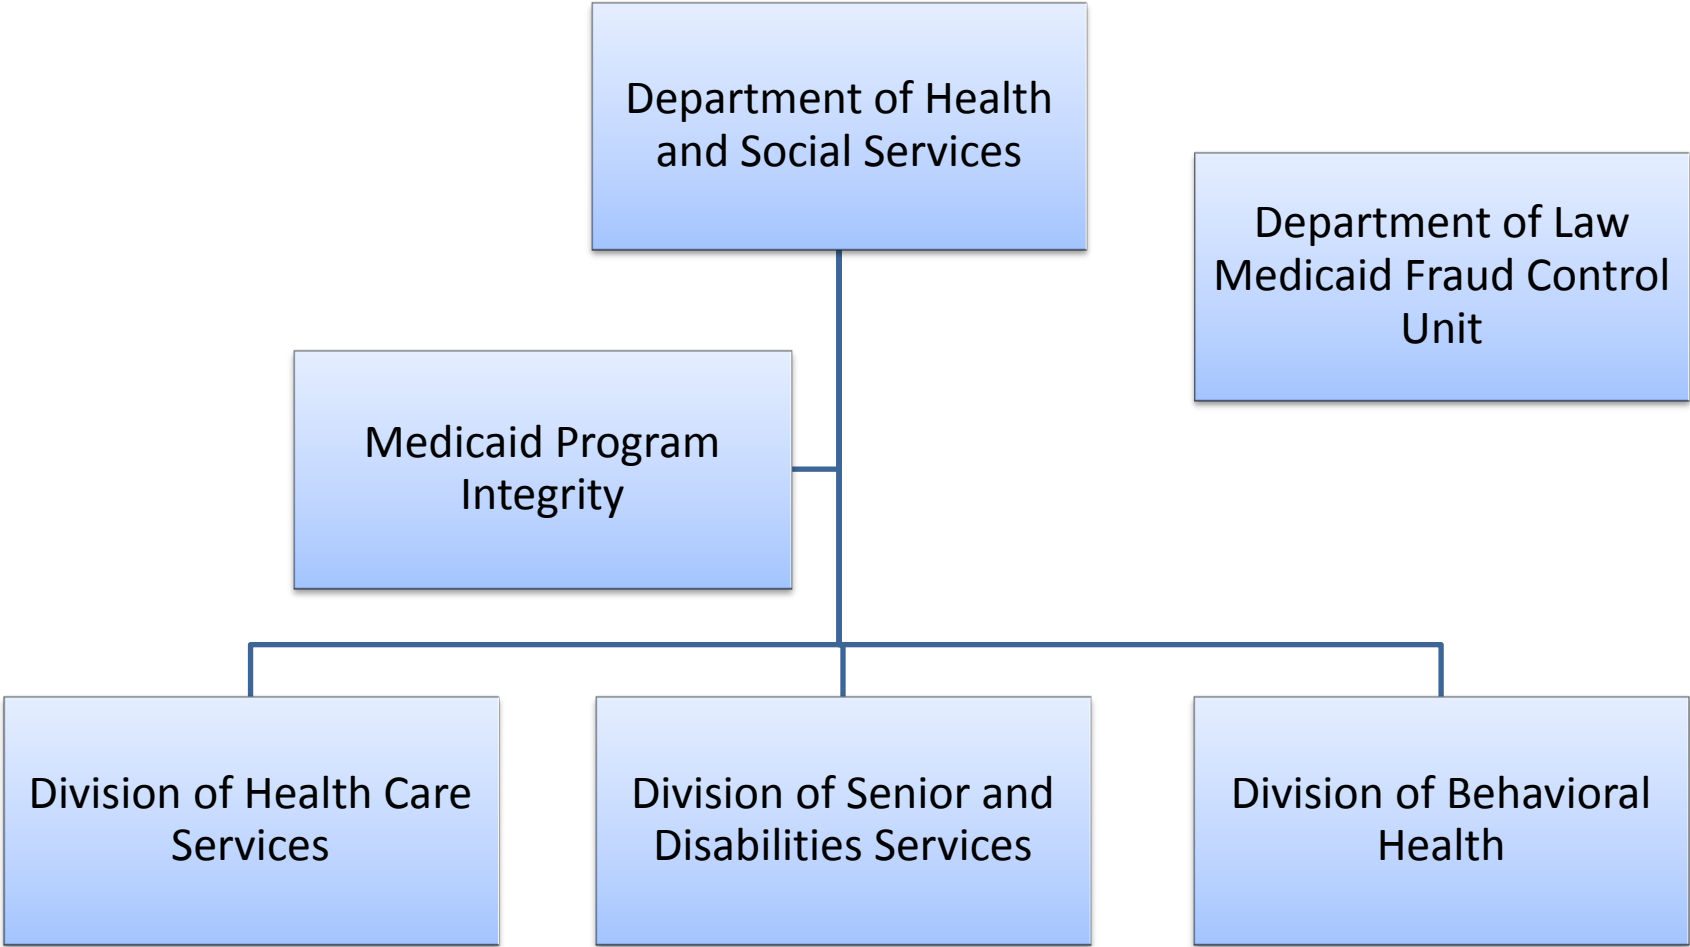 Department of Health
and Social Services
Department of Law
Medicaid Fraud Control
Unit
Medicaid Program
Integrity
Division of Health Care
Services
Division of Senior and
Disabilities Services
Division of Behavioral
Health